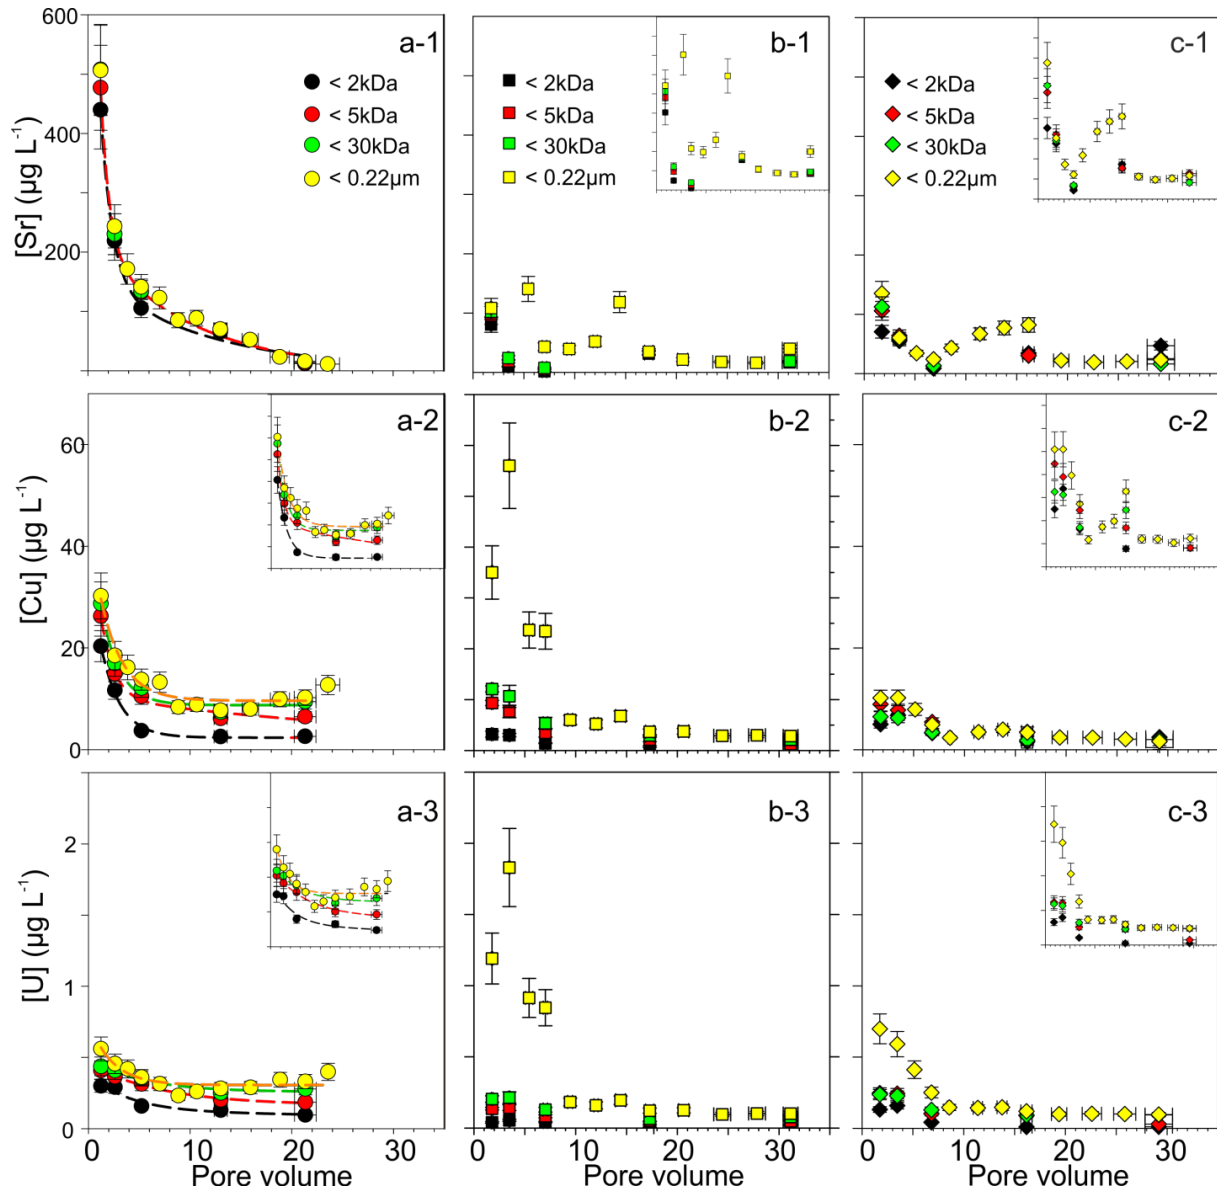 600
400
200
[Sr] (µg L⁻¹)
a-1
< 2kDa
< 5kDa
< 30kDa
< 0.22µm
b-1
< 2kDa
< 5kDa
< 30kDa
< 0.22µm
c-1
< 2kDa
< 5kDa
< 30kDa
< 0.22µm
60
40
20
0
[Cu] (µg L⁻¹)
a-2
b-2
c-2
2
1
0
[U] (µg L⁻¹)
a-3
b-3
c-3
0 10 20 30
0 10 20 30
0 10 20 30
Pore volume
Pore volume
Pore volume